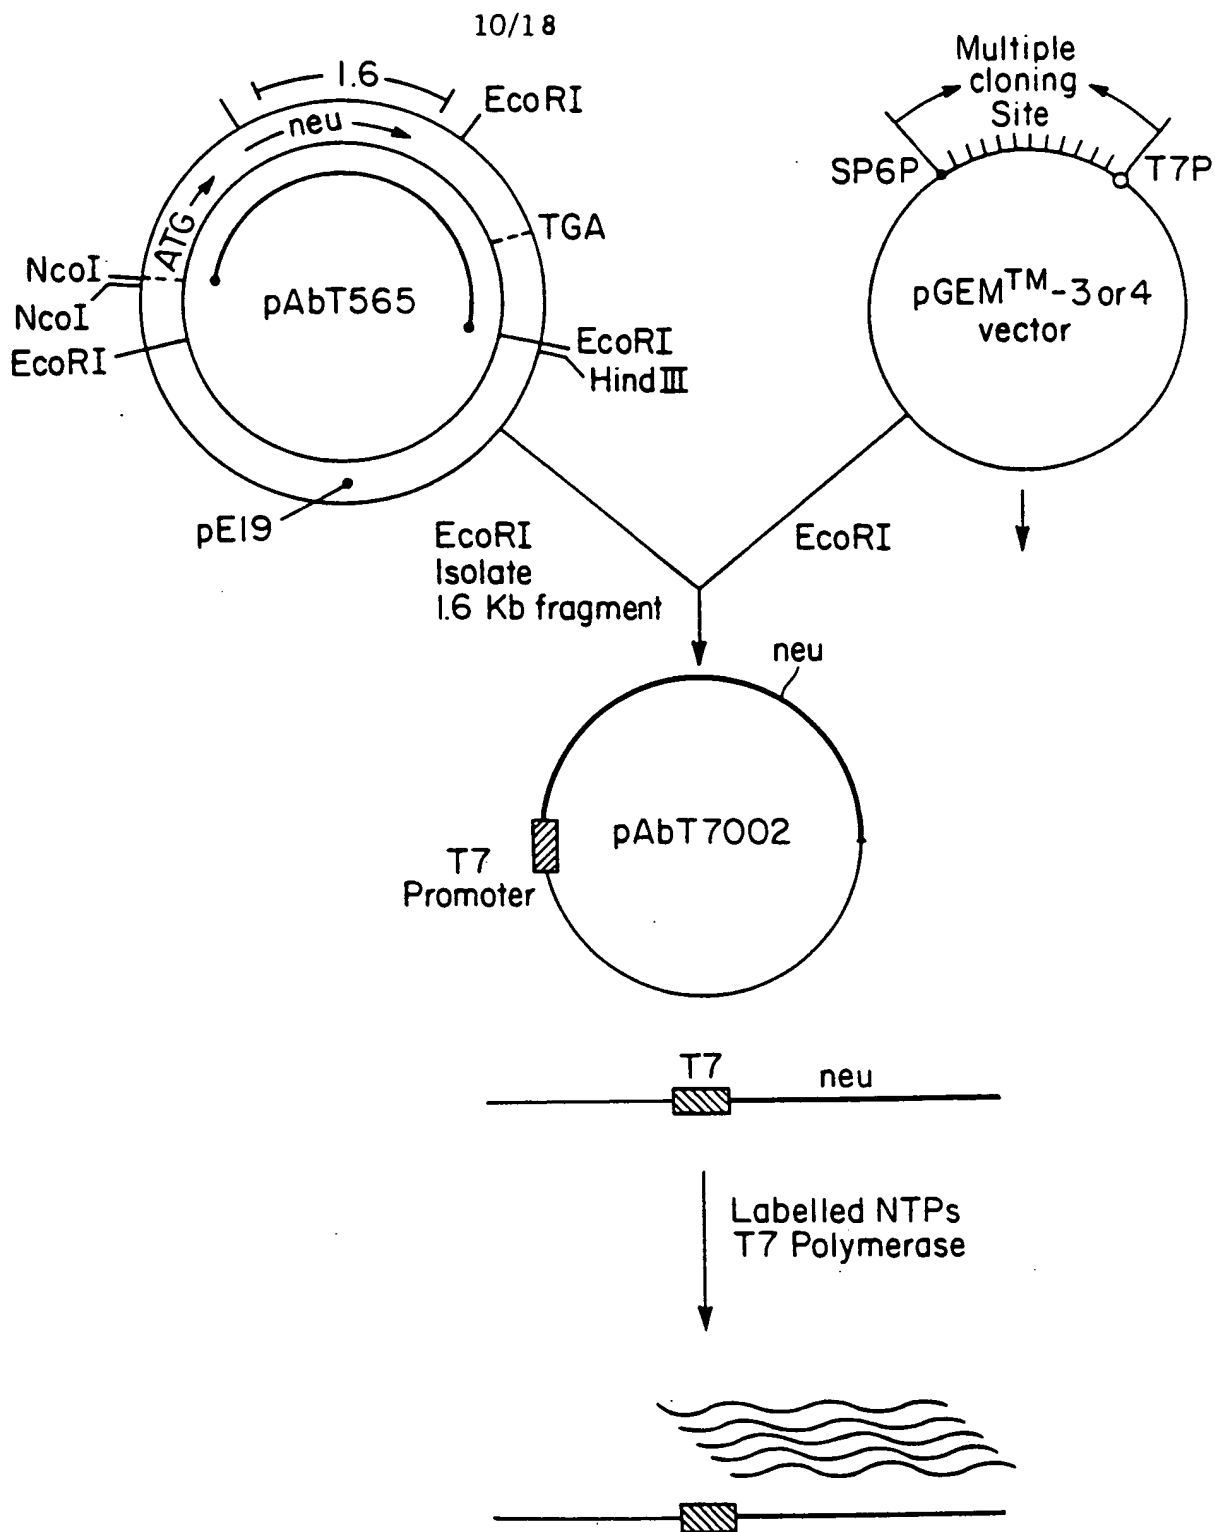 10/18
1.6
EcoRI
neu
ATG
TGA
NcoI
NcoI
EcoRI
pAbT565
EcoRI
Hind III
pE19
Multiple
cloning
Site
SP6P
T7P
pGEM™-3 or 4
vector
EcoRI
Isolate
1.6 Kb fragment
EcoRI
neu
pAbT7002
T7
Promoter
T7
neu
Labelled NTPs
T7 Polymerase